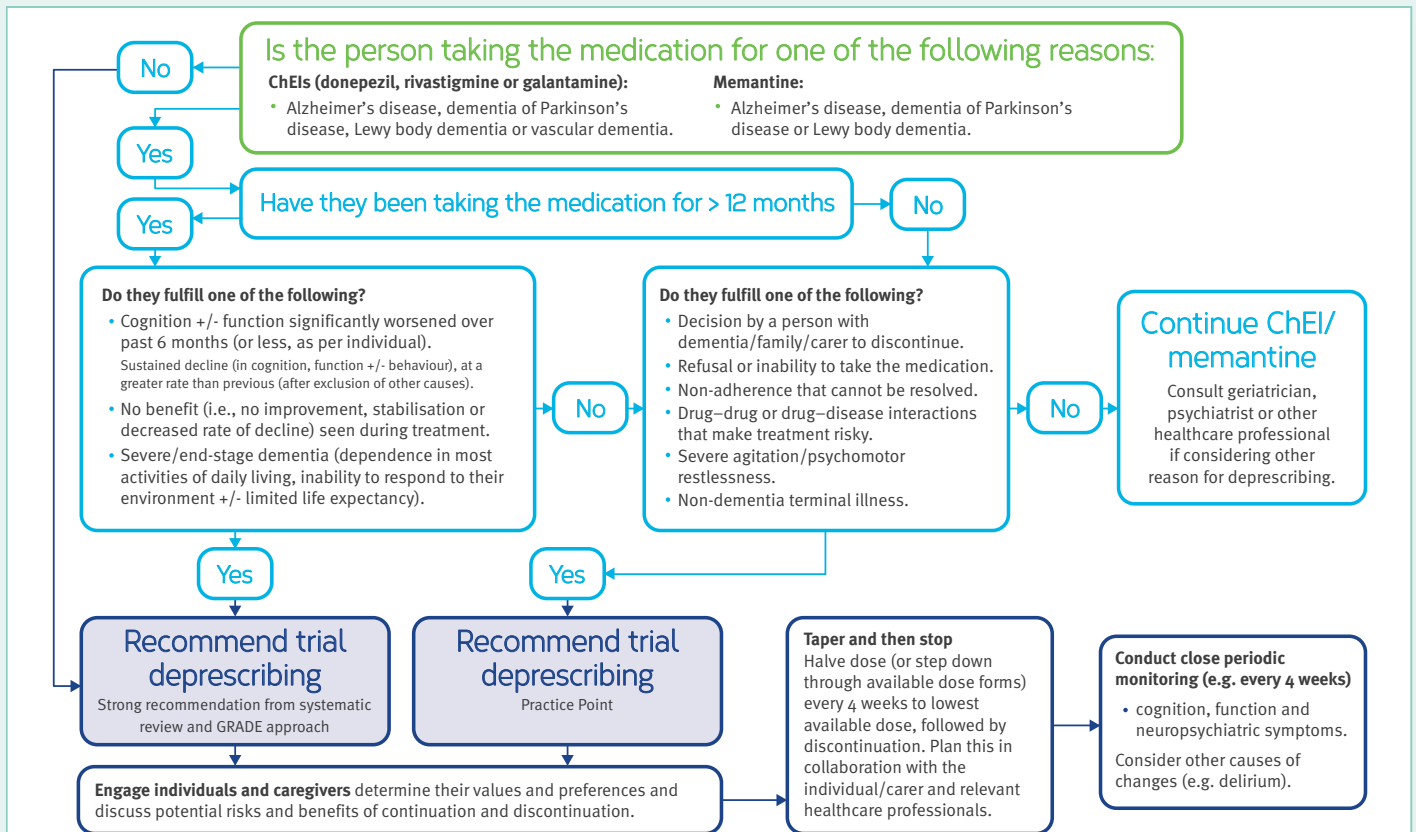 Is the person taking the medication for one of the following reasons:
No
ChEIs (donepezil, rivastigmine or galantamine):
• Alzheimer's disease, dementia of Parkinson's
disease, Lewy body dementia or vascular dementia.
Memantine:
• Alzheimer's disease, dementia of Parkinson's
disease or Lewy body dementia.
Yes
Have they been taking the medication for > 12 months
Yes
No
Do they fulfill one of the following?
• Cognition +/- function significantly worsened over
past 6 months (or less, as per individual).
Sustained decline (in cognition, function +/- behaviour), at a
greater rate than previous (after exclusion of other causes).
• No benefit (i.e., no improvement, stabilisation or
decreased rate of decline) seen during treatment.
• Severe/end-stage dementia (dependence in most
activities of daily living, inability to respond to their
environment +/- limited life expectancy).
No
Do they fulfill one of the following?
• Decision by a person with
dementia/family/carer to discontinue.
• Refusal or inability to take the medication.
• Non-adherence that cannot be resolved.
• Drug–drug or drug–disease interactions
that make treatment risky.
• Severe agitation/psychomotor
restlessness.
• Non-dementia terminal illness.
No
Continue ChEI/
memantine
Consult geriatrician,
psychiatrist or other
healthcare professional
if considering other
reason for deprescribing.
Yes
Yes
Recommend trial
deprescribing
Strong recommendation from systematic
review and GRADE approach
Recommend trial
deprescribing
Practice Point
Engage individuals and caregivers determine their values and preferences and
discuss potential risks and benefits of continuation and discontinuation.
Taper and then stop
Halve dose (or step down
through available dose forms)
every 4 weeks to lowest
available dose, followed by
discontinuation. Plan this in
collaboration with the
individual/carer and relevant
healthcare professionals.
Conduct close periodic
monitoring (e.g. every 4 weeks)
• cognition, function and
neuropsychiatric symptoms.
Consider other causes of
changes (e.g. delirium).